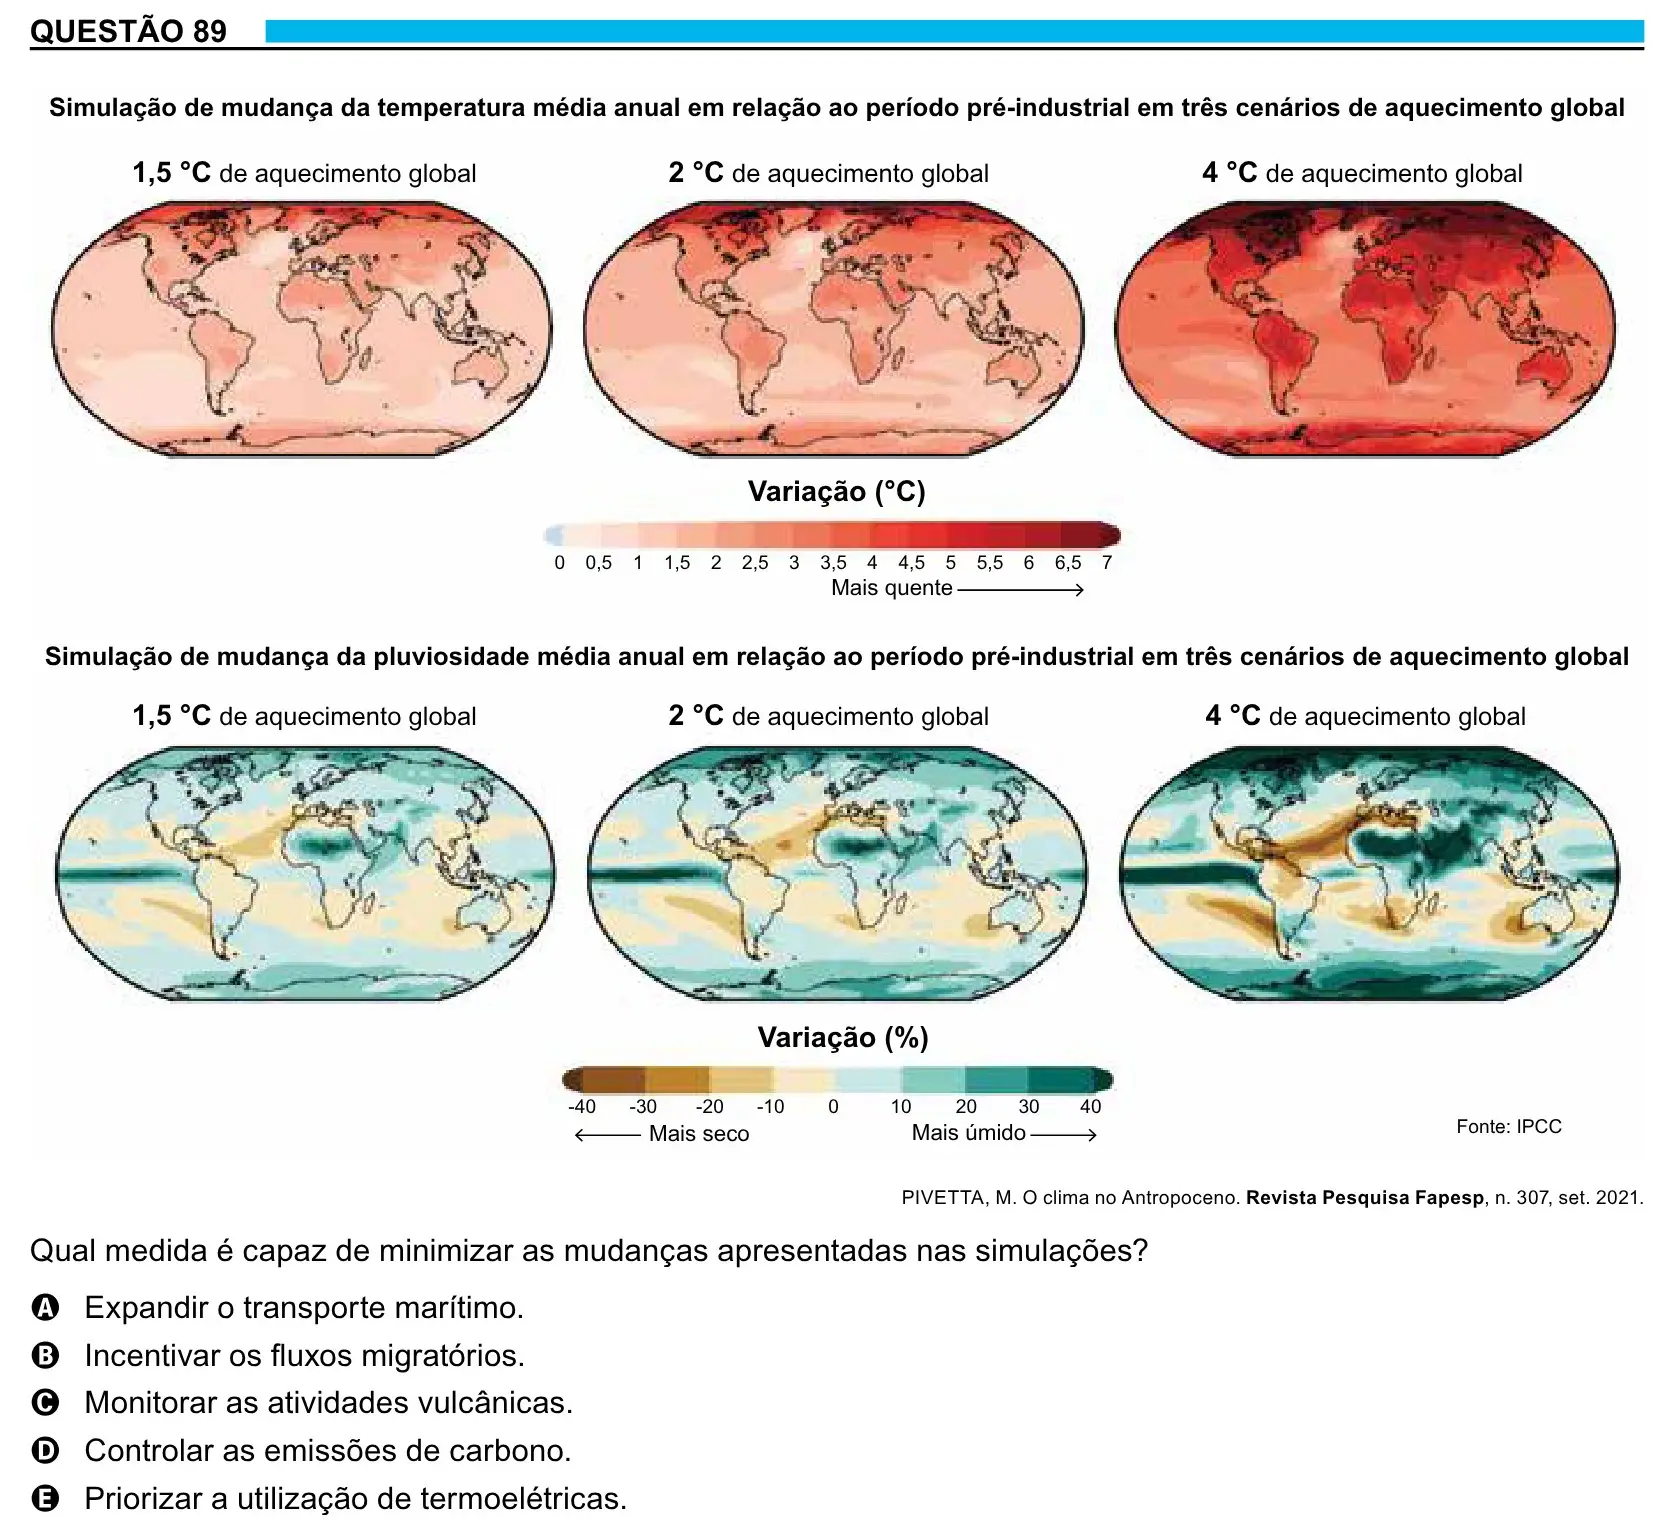 QUESTÃO 89
Simulação de mudança da temperatura média anual em relação ao período pré-industrial em três cenários de aquecimento global
1,5 °C de aquecimento global
2 °C de aquecimento global
4 °C de aquecimento global
Variação (°C)
0 0,5 1 1,5 2 2,5 3 3,5 4 4,5 5 5,5 6 6,5 7
Mais quente
Simulação de mudança da pluviosidade média anual em relação ao período pré-industrial em três cenários de aquecimento global
1,5 °C de aquecimento global
2 °C de aquecimento global
4 °C de aquecimento global
Variação (%)
-40 -30 -20 -10 0 10 20 30 40
Mais seco Mais úmido
Fonte: IPCC
PIVETTA, M. O clima no Antropoceno. Revista Pesquisa Fapesp, n. 307, set. 2021.
Qual medida é capaz de minimizar as mudanças apresentadas nas simulações?
A Expandir o transporte marítimo.
B Incentivar os fluxos migratórios.
C Monitorar as atividades vulcânicas.
D Controlar as emissões de carbono.
E Priorizar a utilização de termoelétricas.